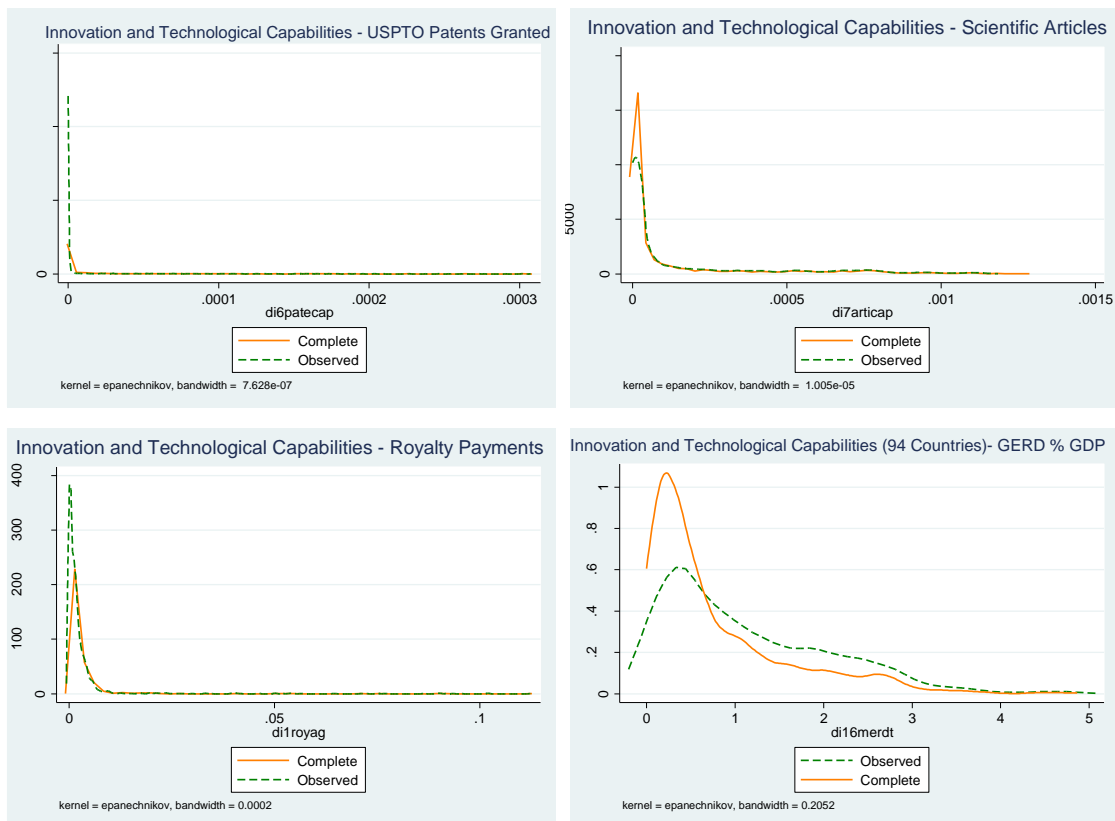 Innovation and Technological Capabilities - USPTO Patents Granted
0
0 .0001 .0002 .0003
di6patecap
Complete
Observed
kernel = epanechnikov, bandwidth = 7.628e-07
Innovation and Technological Capabilities - Scientific Articles
5000
0
0 .0005 .001 .0015
di7articap
Complete
Observed
kernel = epanechnikov, bandwidth = 1.005e-05
Innovation and Technological Capabilities - Royalty Payments
400
300
200
100
0
0 .05 .1
di1royag
Complete
Observed
kernel = epanechnikov, bandwidth = 0.0002
Innovation and Technological Capabilities (94 Countries)- GERD % GDP
1
.8
.6
.4
.2
0
0 1 2 3 4 5
di16merdt
Observed
Complete
kernel = epanechnikov, bandwidth = 0.2052